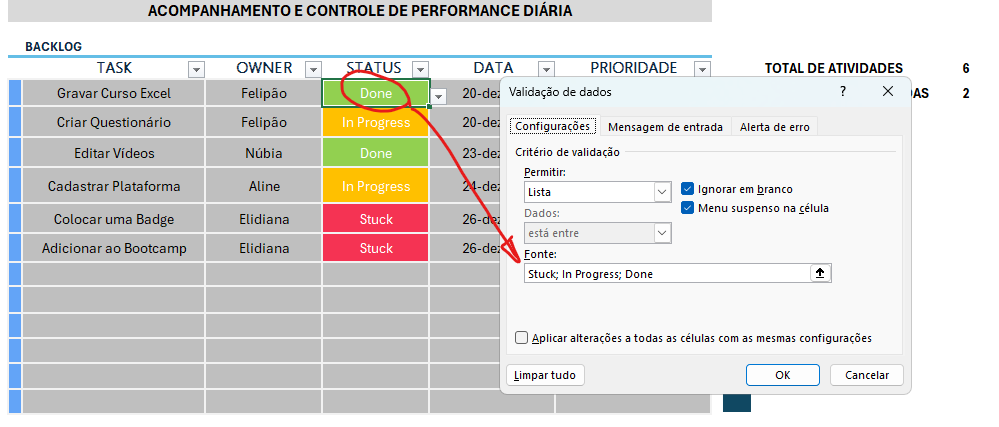 ACOMPANHAMENTO E CONTROLE DE PERFORMANCE DIÁRIA
BACKLOG
TASK OWNER STATUS DATA PRIORIDADE
TOTAL DE ATIVIDADES 6
DAS 2
Gravar Curso Excel Felipão Done 20-dez
Criar Questionário Felipão In Progress 20-dez
Editar Vídeos Núbia Done 23-dez
Cadastrar Plataforma Aline In Progress 24-dez
Colocar uma Badge Elidiana Stuck 26-dez
Adicionar ao Bootcamp Elidiana Stuck 26-dez
Validação de dados ?
Configurações Mensagem de entrada Alerta de erro
Critério de validação
Permitir:
Lista Ignorar em branco
Menu suspenso na célula
Dados:
está entre
Fonte:
Stuck; In Progress; Done
Aplicar alterações a todas as células com as mesmas configurações
Limpar tudo OK Cancelar